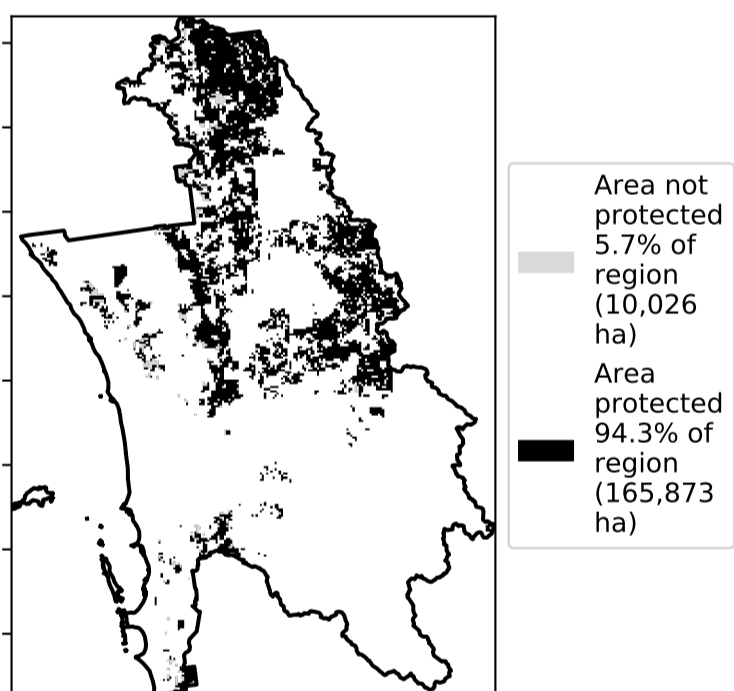 Area not
protected
5.7% of
region
(10,026
ha)
Area
protected
94.3% of
region
(165,873
ha)